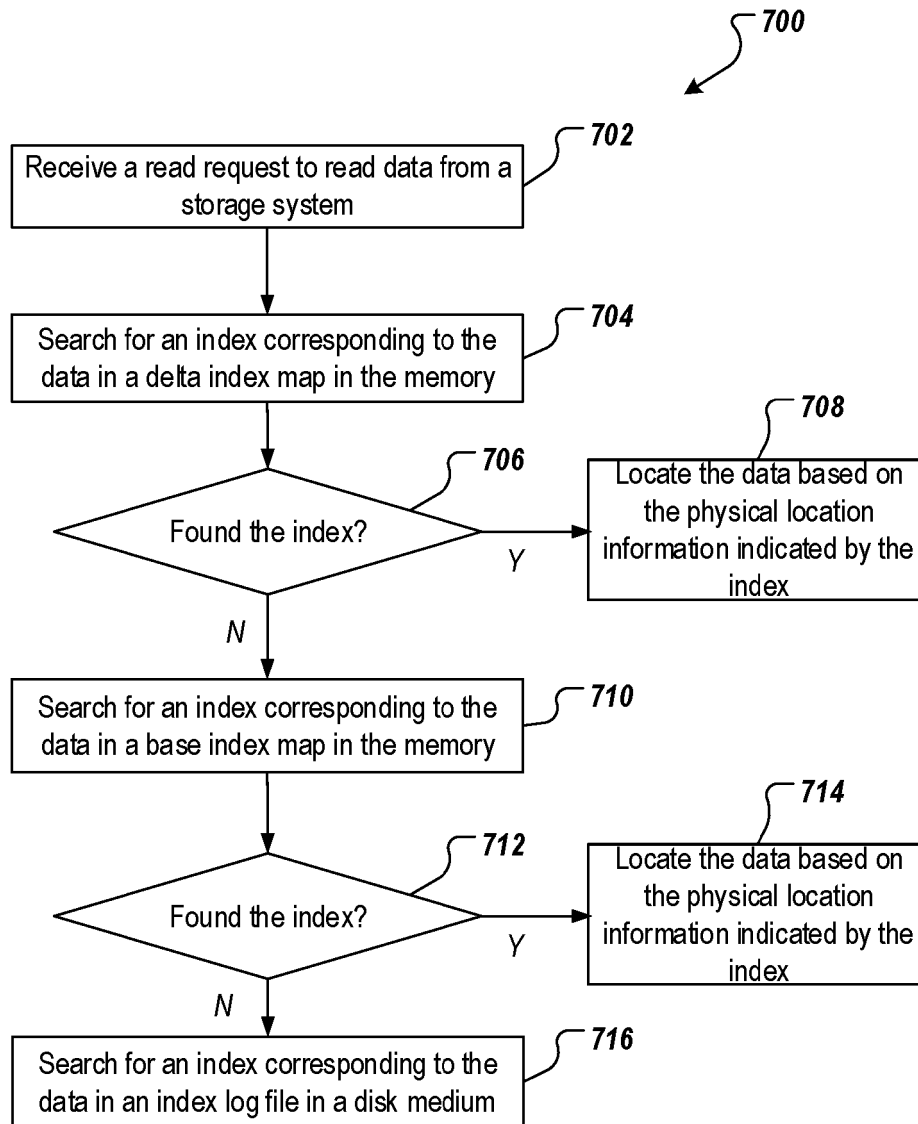 700
702
Receive a read request to read data from a
storage system
704
Search for an index corresponding to the
data in a delta index map in the memory
706
Found the index?
Y
N
708
Locate the data based on
the physical location
information indicated by the
index
710
Search for an index corresponding to the
data in a base index map in the memory
712
Found the index?
Y
N
714
Locate the data based on
the physical location
information indicated by the
index
716
Search for an index corresponding to the
data in an index log file in a disk medium